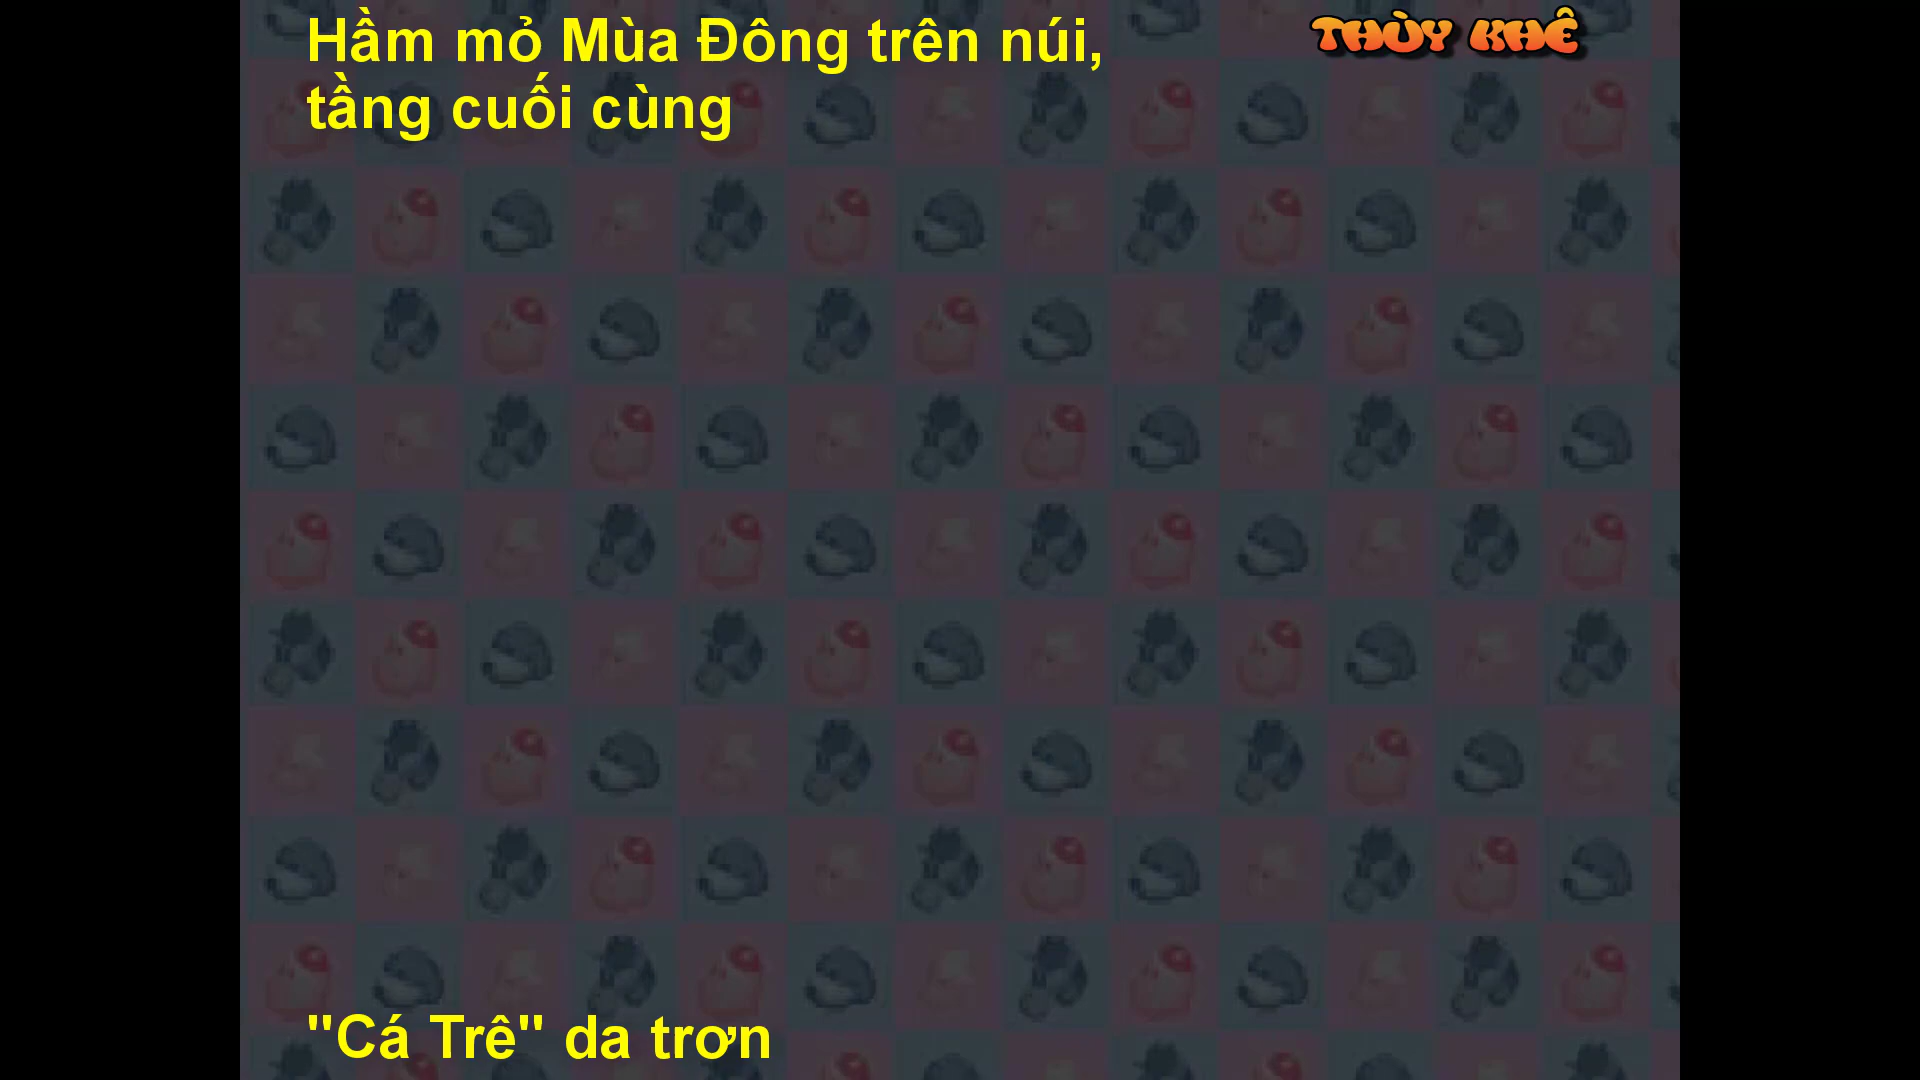 Hầm mỏ Mùa Đông trên núi,
tầng cuối cùng
THÙY KHÊ
"Cá Trê" da trơn